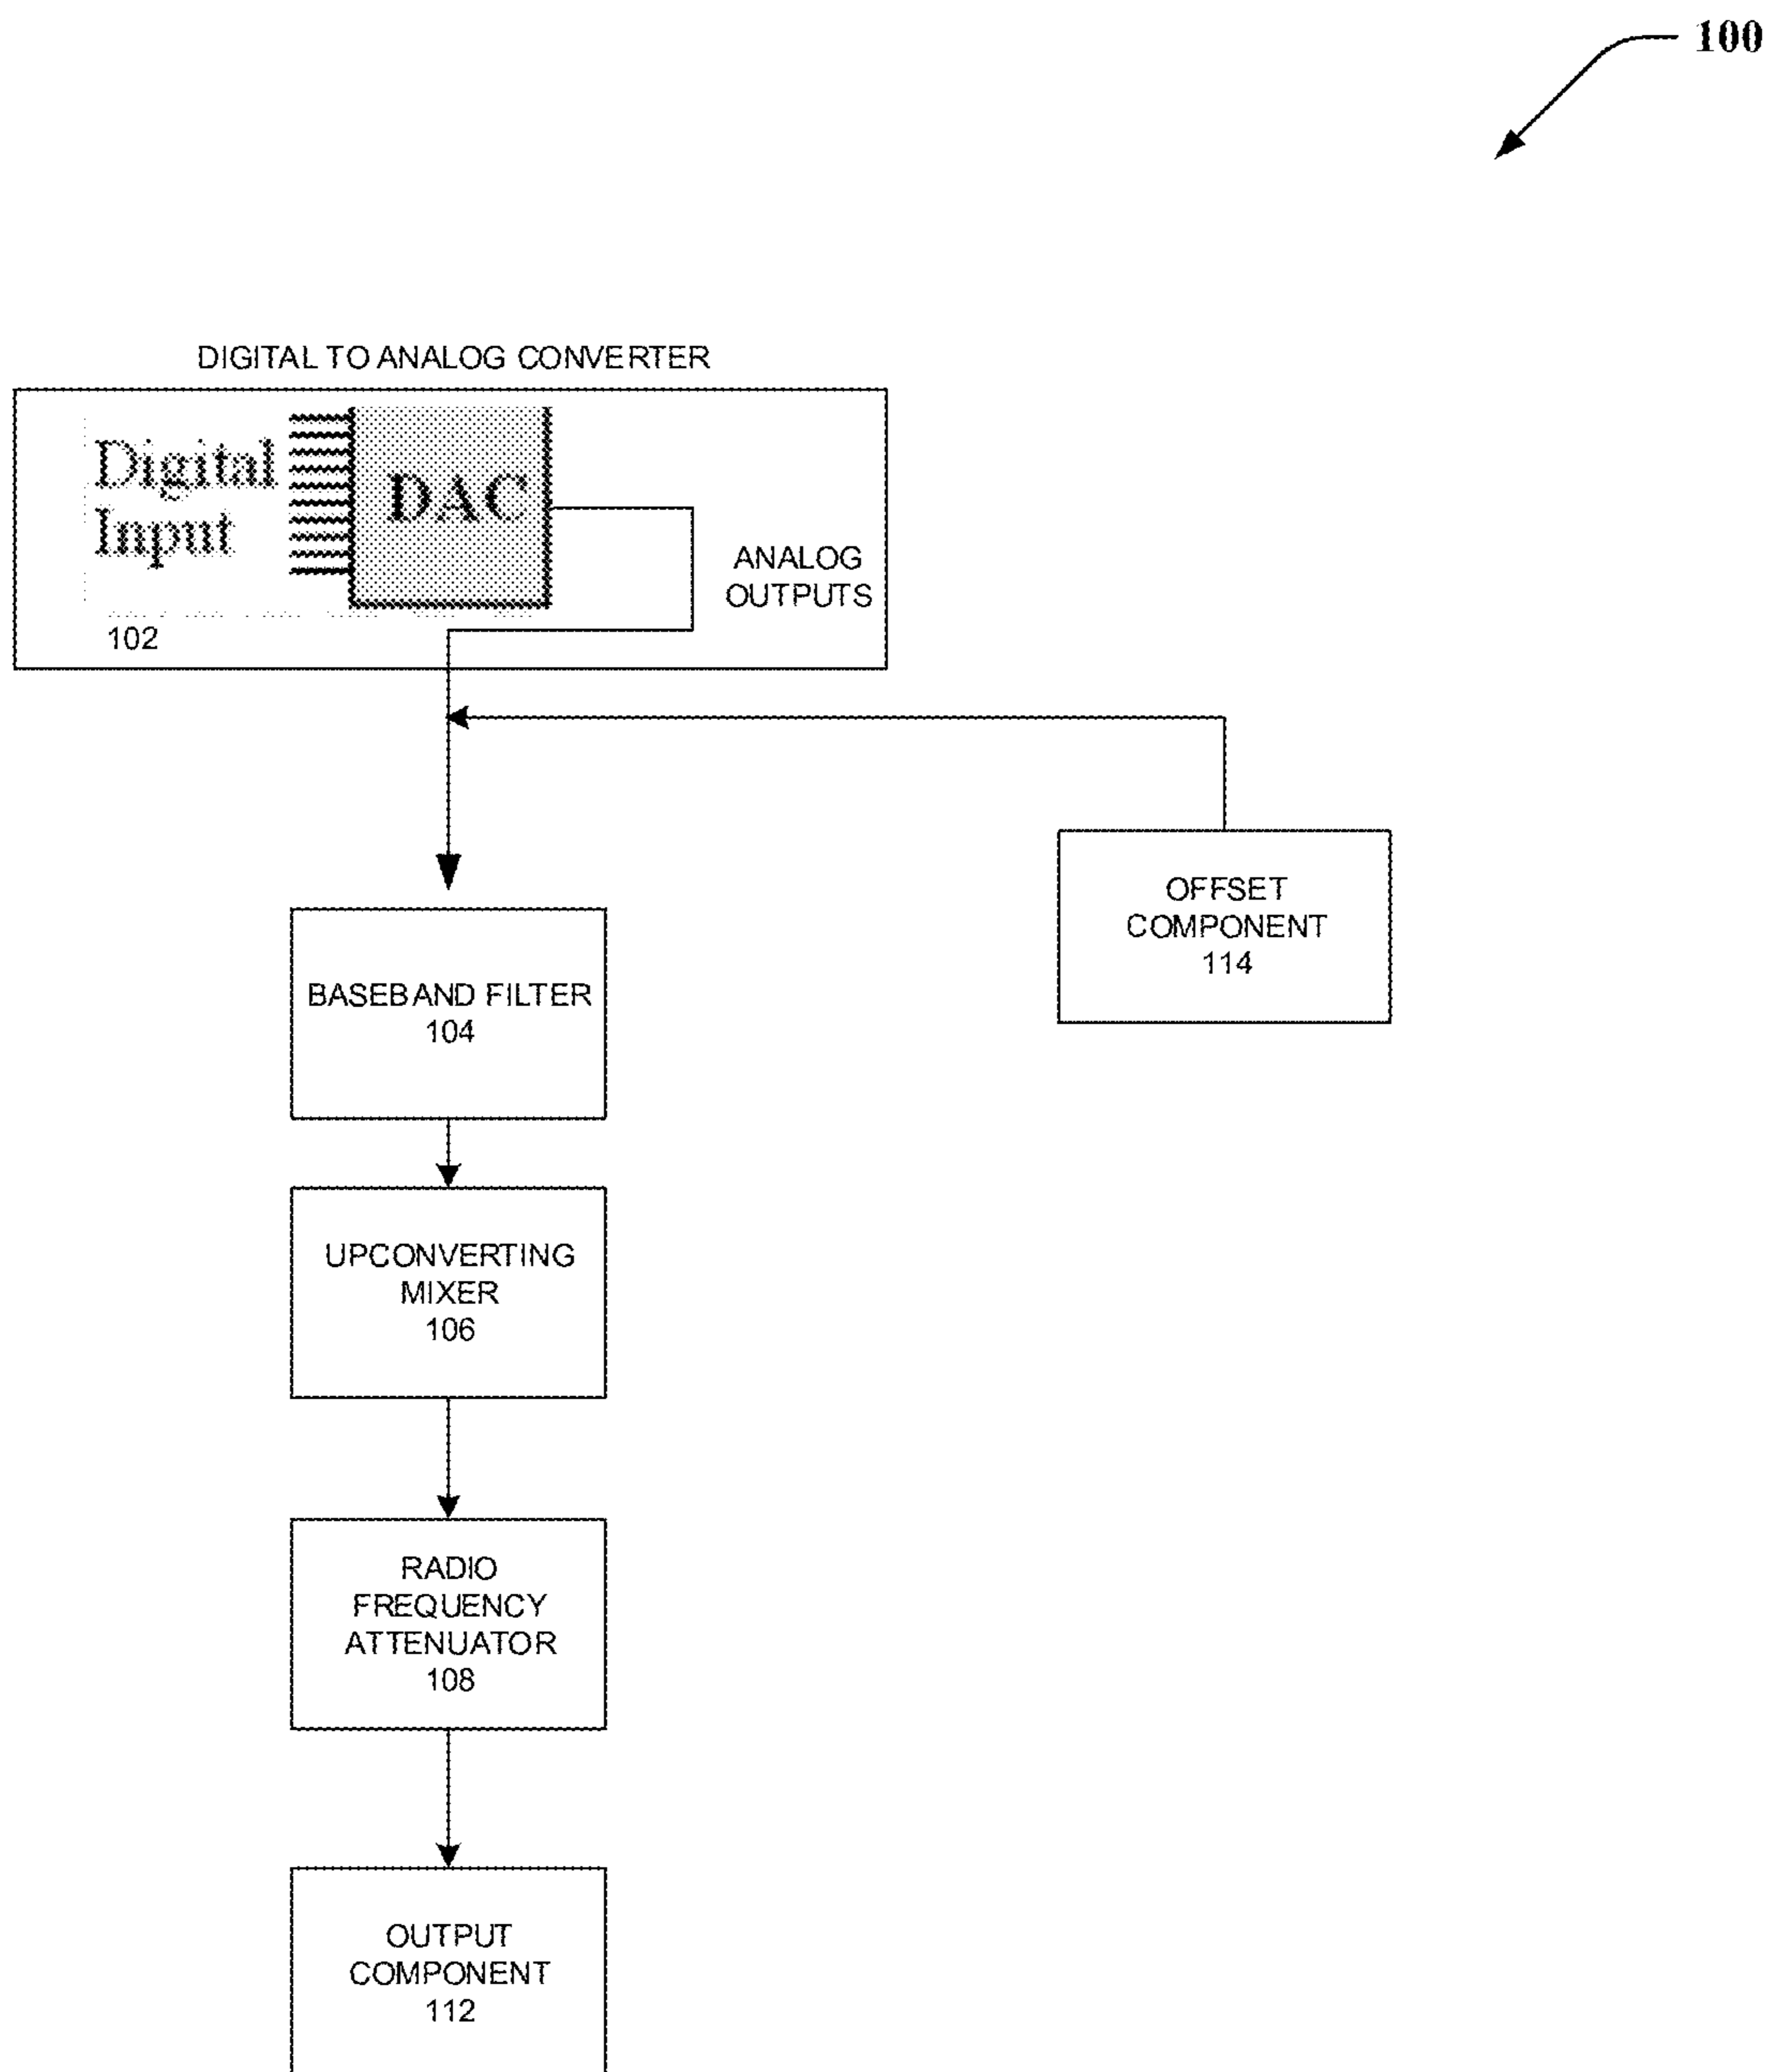 100
DIGITAL TO ANALOG CONVERTER
Digital
Input
DAC
ANALOG
OUTPUTS
102
OFFSET
COMPONENT
114
BASEBAND FILTER
104
UPCONVERTING
MIXER
106
RADIO
FREQUENCY
ATTENUATOR
108
OUTPUT
COMPONENT
112